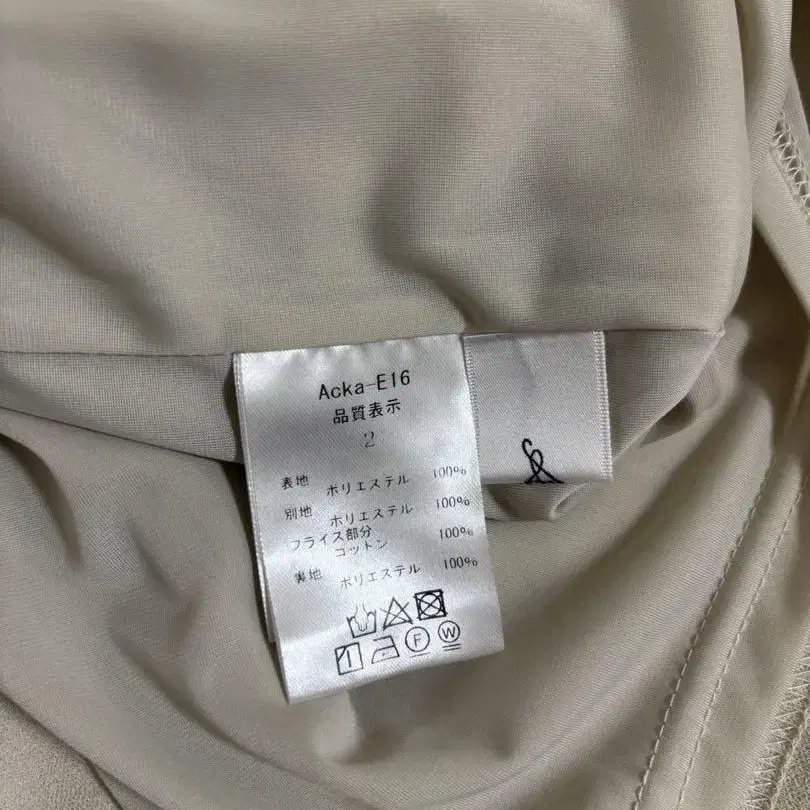 Acka-E16
品質表示
2
表地 ポリエステル 100%
別地 ポリエステル 100%
フライス部分
コットン 100%
裏地 ポリエステル 100%
F W